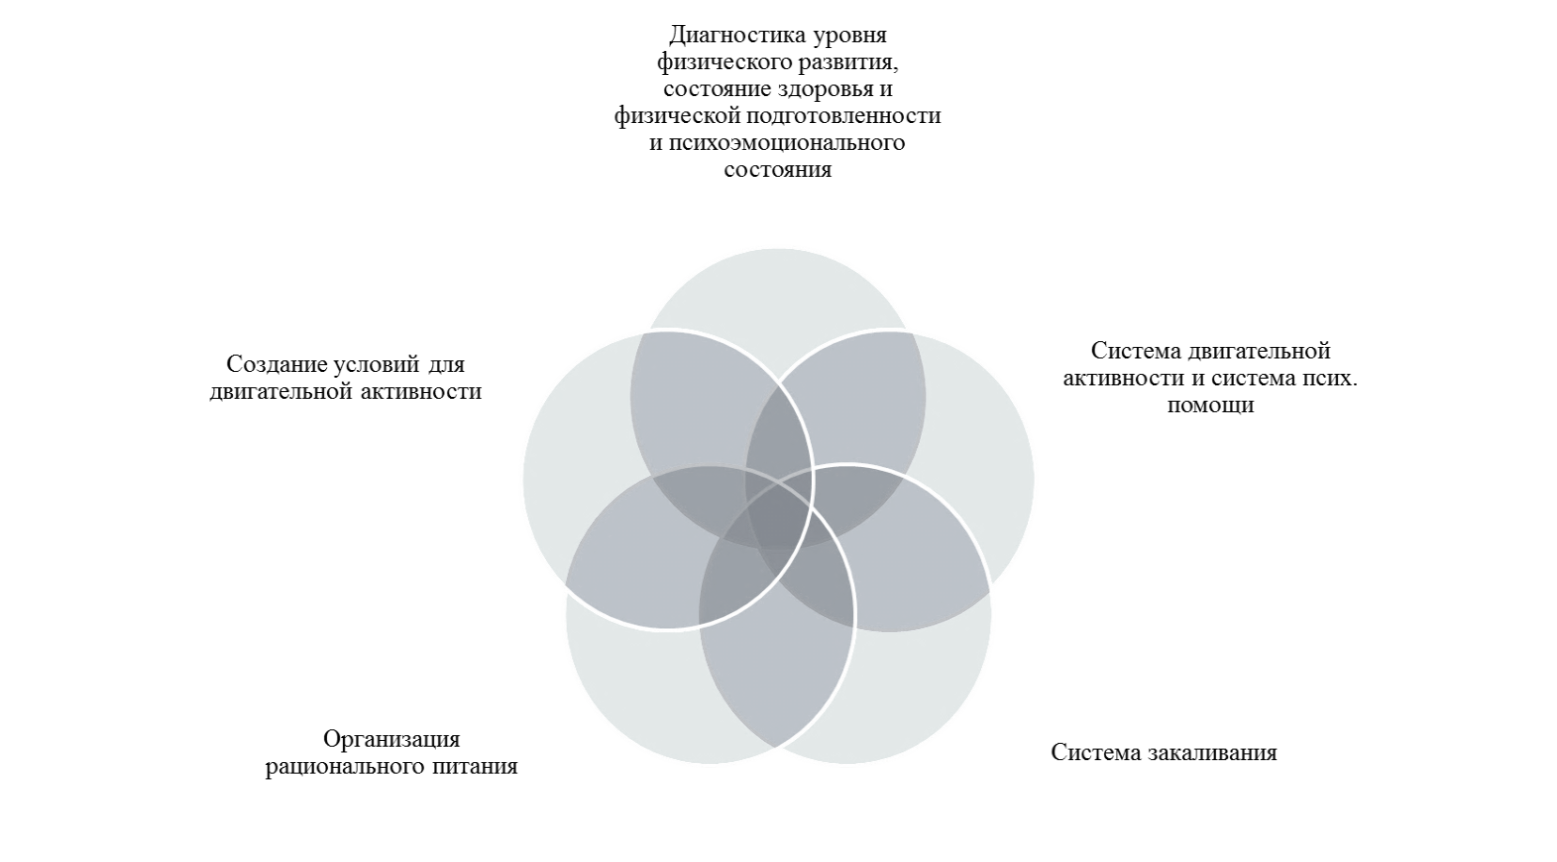 Диагностика уровня
физического развития,
состояние здоровья и
физической подготовленности
и психоэмоционального
состояния
Создание условий для
двигательной активности
Система двигательной
активности и система псих.
помощи
Организация
рационального питания
Система закаливания